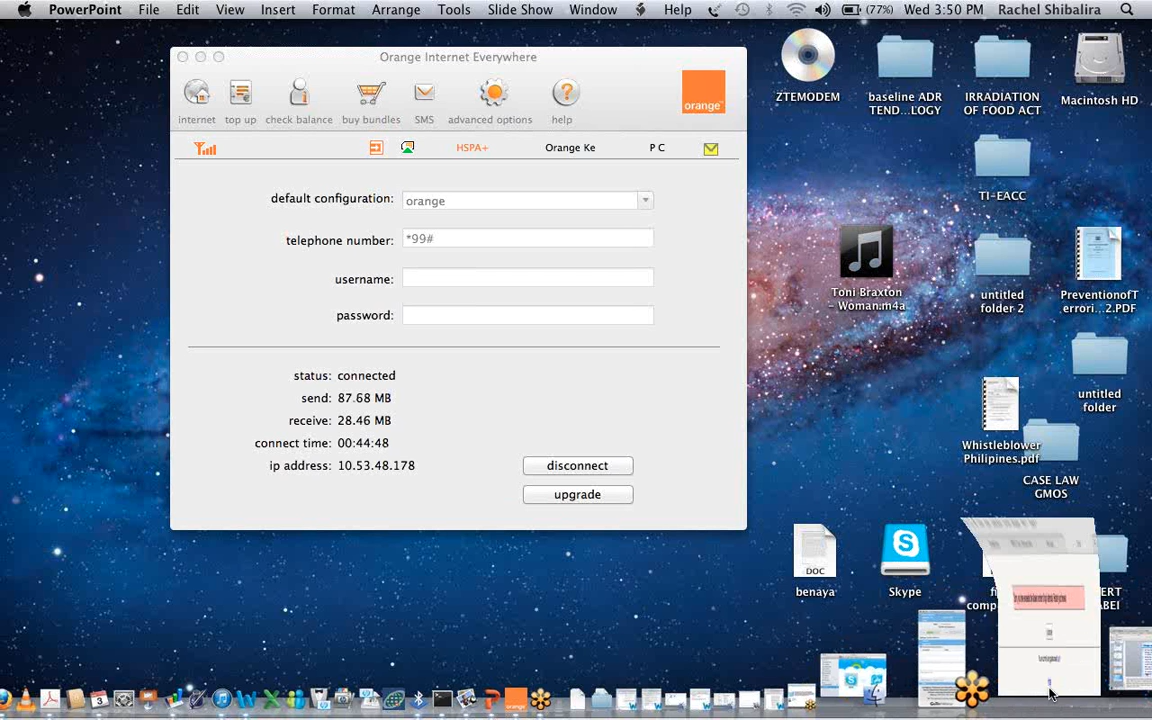 PowerPoint File Edit View Insert Format Arrange Tools Slide Show Window Help (77%) Wed 3:50 PM Rachel Shibalira
Orange Internet Everywhere
internet top up check balance buy bundles SMS advanced options help
orange™
HSPA+ Orange Ke P C
default configuration: orange
telephone number: *99#
username:
password:
status: connected
send: 87.68 MB
receive: 28.46 MB
connect time: 00:44:48
ip address: 10.53.48.178
disconnect
upgrade
ZTEMODEM
baseline ADR
TEND...LOGY
IRRADIATION
OF FOOD ACT
Macintosh HD
TI-EACC
Toni Braxton
- Woman.m4a
untitled
folder 2
PreventionofT
errori...2.PDF
untitled
folder
Whistleblower
Philipines.pdf
CASE LAW
GMOS
DOC
benaya
Skype